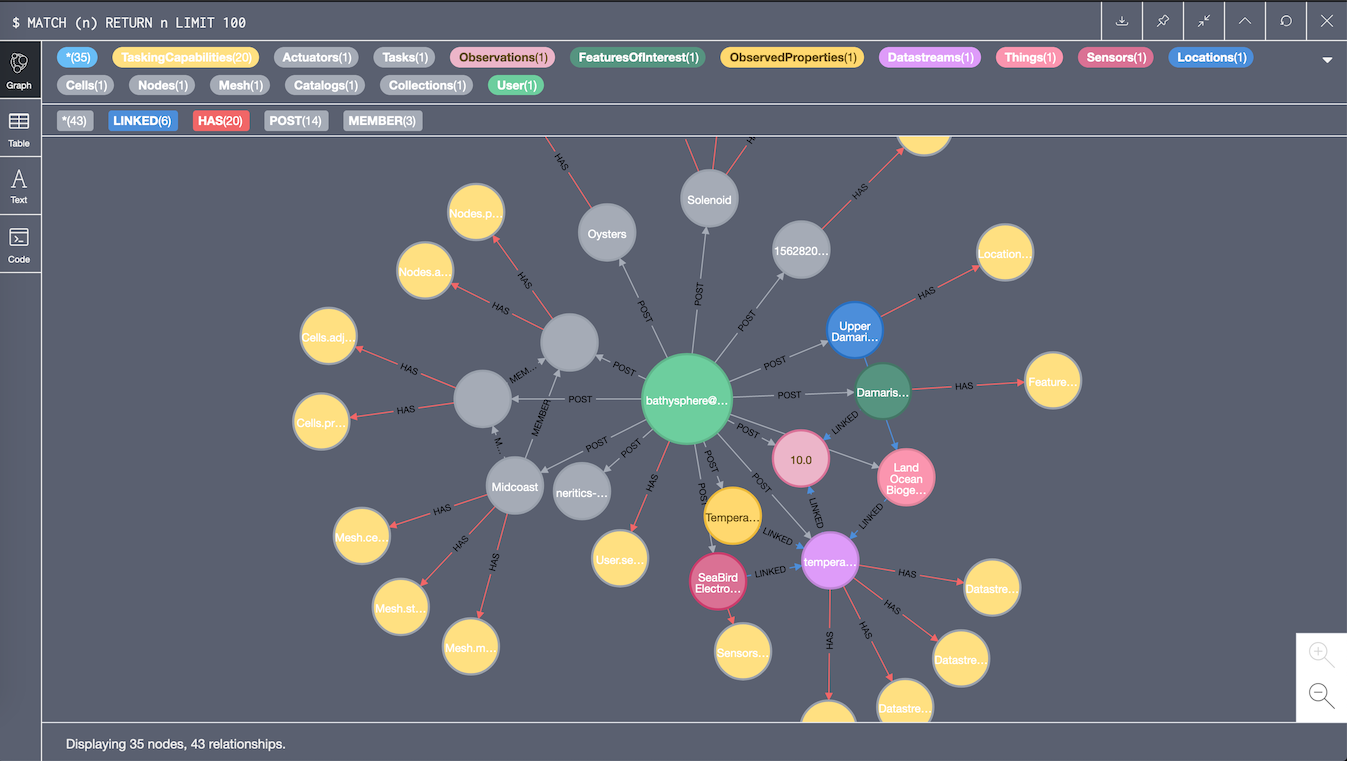 $ MATCH (n) RETURN n LIMIT 100
*(35) TaskingCapabilities(20) Actuators(1) Tasks(1) Observations(1) FeaturesOfInterest(1) ObservedProperties(1) Datastreams(1) Things(1) Sensors(1) Locations(1)
Graph
Cells(1) Nodes(1) Mesh(1) Catalogs(1) Collections(1) User(1)
*(43) LINKED(6) HAS(20) POST(14) MEMBER(3)
Table
Text
Code
HAS
HAS
HAS
Solenoid
Nodes.p...
Oysters
1562820...
Location...
Nodes.a...
HAS
HAS
HAS
POST
POST
POST
Upper
Damari...
Cells.adj...
HAS
MEM...
POST
POST
Feature...
HAS
POST
Damaris...
bathysphere@...
POST
HAS
Cells.pr...
MEMBER
M...
POST
POST
POST
LINKED
10.0
Land
Ocean
Bioge...
Midcoast
neritics-...
HAS
POST
POST
POST
LINKED
LINKED
Tempera...
LINKED
HAS
Mesh.ce...
HAS
HAS
User.se...
tempera...
SeaBird
Electro...
LINKED
HAS
Datastre...
Mesh.st...
HAS
HAS
HAS
Mesh.m...
Sensors...
Datastre...
Datastre...
Displaying 35 nodes, 43 relationships.